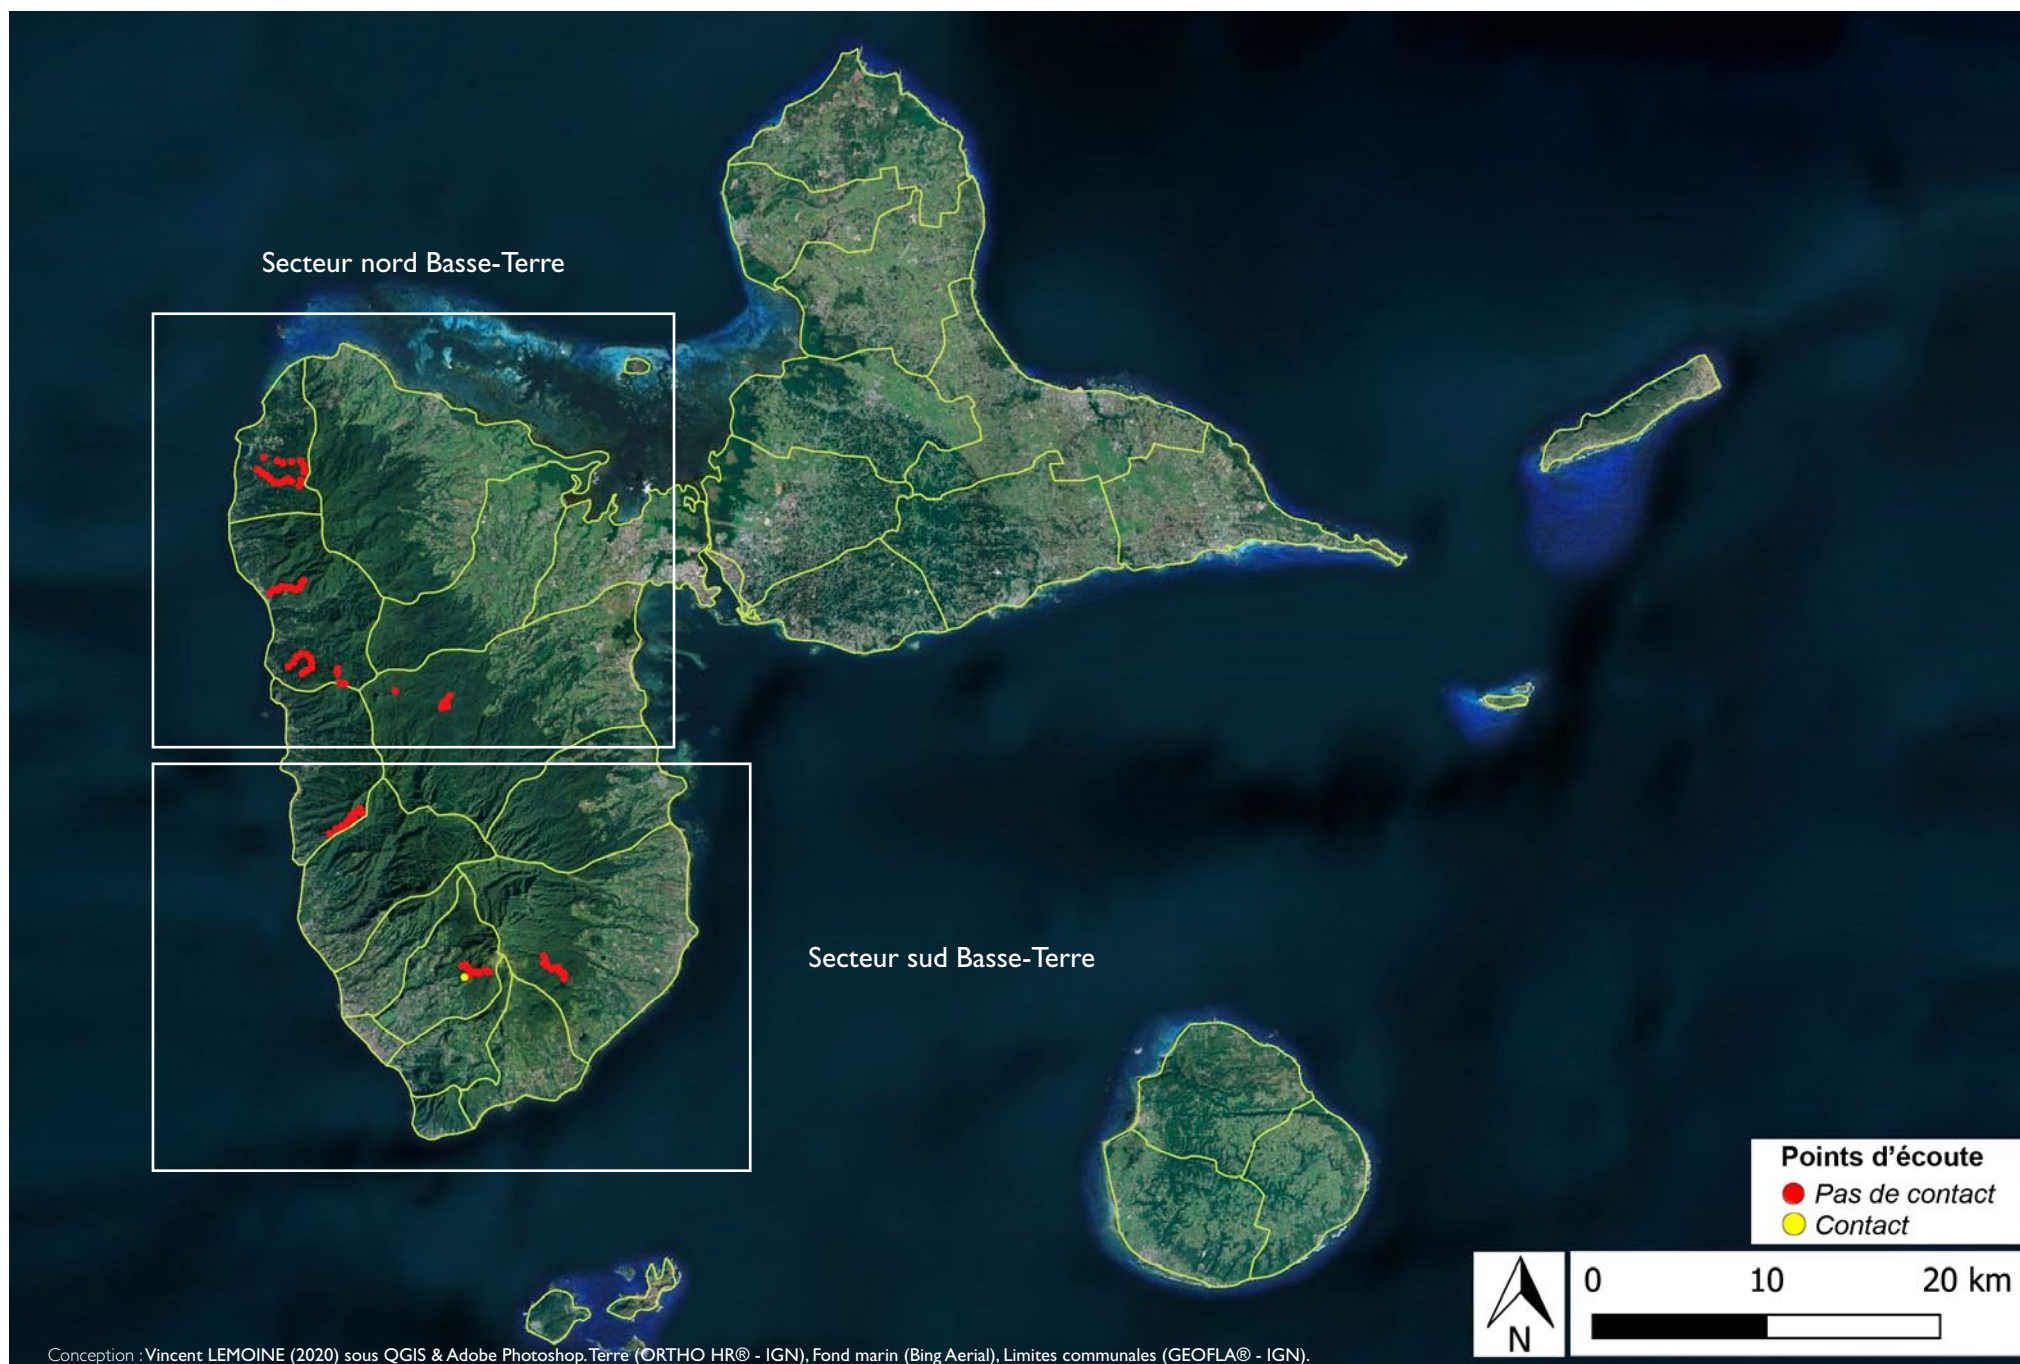 Secteur nord Basse-Terre
Secteur sud Basse-Terre
Points d'écoute
Pas de contact
Contact
0 10 20 km
N
Conception : Vincent LEMOINE (2020) sous QGIS & Adobe Photoshop. Terre (ORTHO HR® - IGN), Fond marin (Bing Aerial), Limites communales (GEOFLA® - IGN).